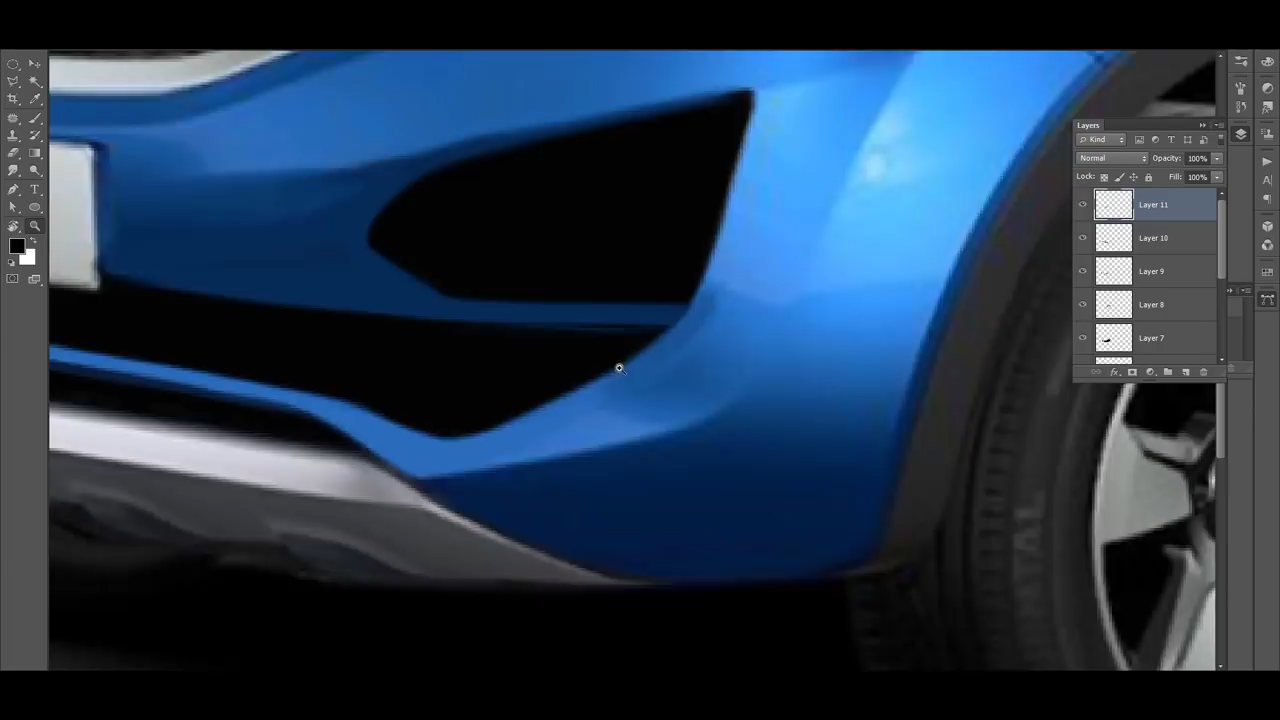 Layers
Kind
Normal
Opacity: 100%
Lock:
Fill: 100%
Layer 11
Layer 10
Layer 9
Layer 8
Layer 7